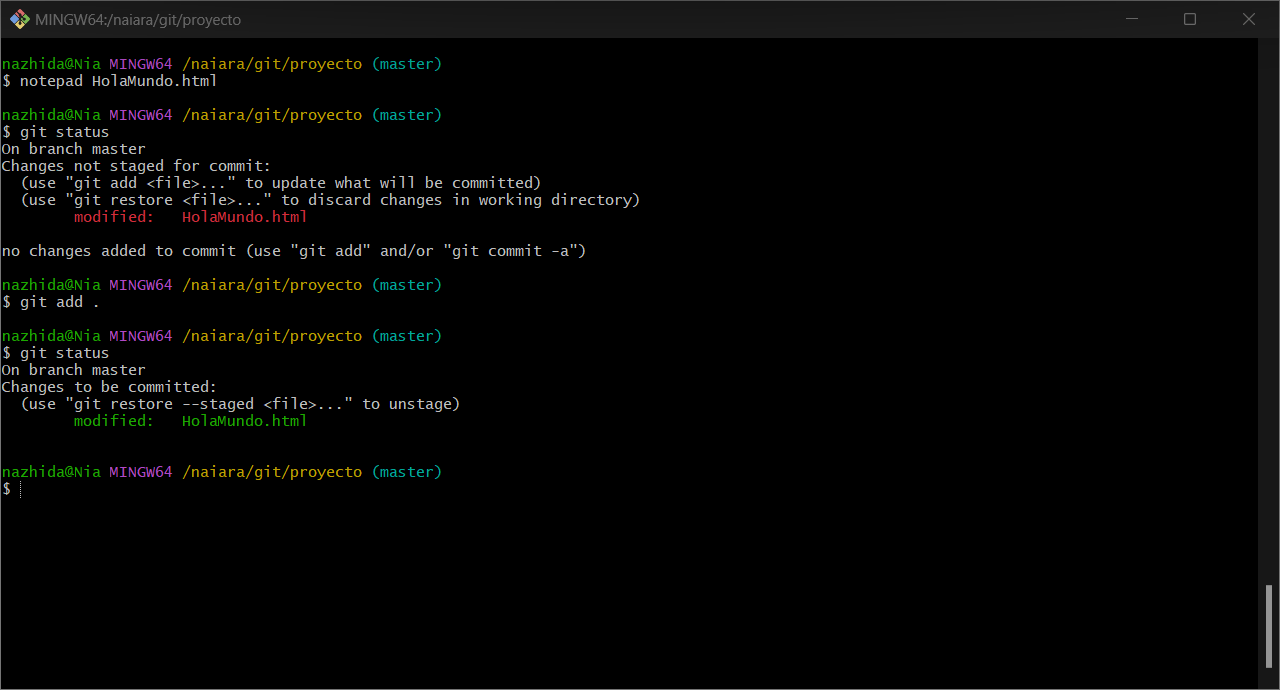 MINGW64:/naiara/git/proyecto
nazhida@Nia MINGW64 /naiara/git/proyecto (master)
$ notepad HolaMundo.html
nazhida@Nia MINGW64 /naiara/git/proyecto (master)
$ git status
On branch master
Changes not staged for commit:
  (use "git add <file>..." to update what will be committed)
  (use "git restore <file>..." to discard changes in working directory)
        modified:   HolaMundo.html
no changes added to commit (use "git add" and/or "git commit -a")
nazhida@Nia MINGW64 /naiara/git/proyecto (master)
$ git add .
nazhida@Nia MINGW64 /naiara/git/proyecto (master)
$ git status
On branch master
Changes to be committed:
  (use "git restore --staged <file>..." to unstage)
        modified:   HolaMundo.html
nazhida@Nia MINGW64 /naiara/git/proyecto (master)
$